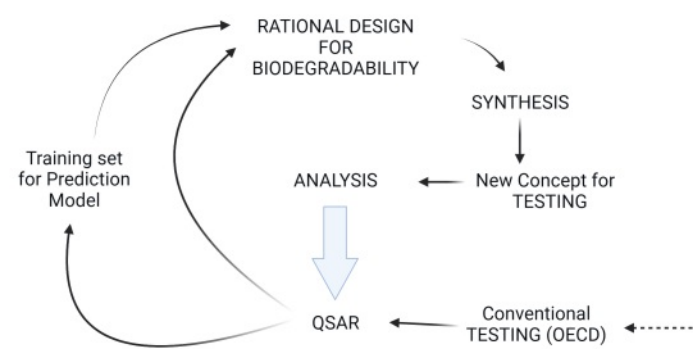 RATIONAL DESIGN
FOR
BIODEGRADABILITY
SYNTHESIS
Training set
for Prediction
Model
ANALYSIS
New Concept for
TESTING
QSAR
Conventional
TESTING (OECD)